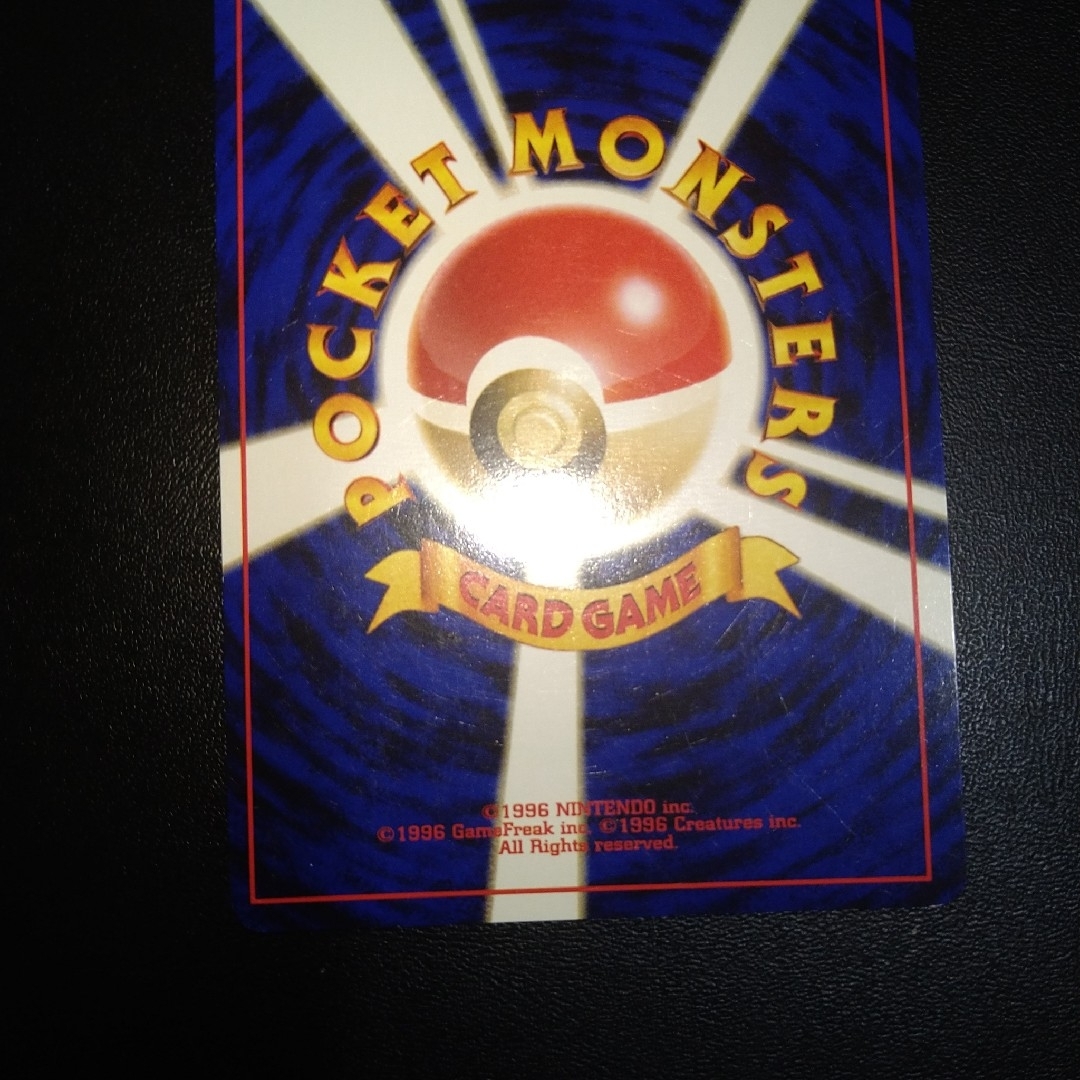 POCKET MONSTERS
CARD GAME
©1996 NINTENDO inc.
©1996 GameFreak inc. ©1996 Creatures inc.
All Rights reserved.